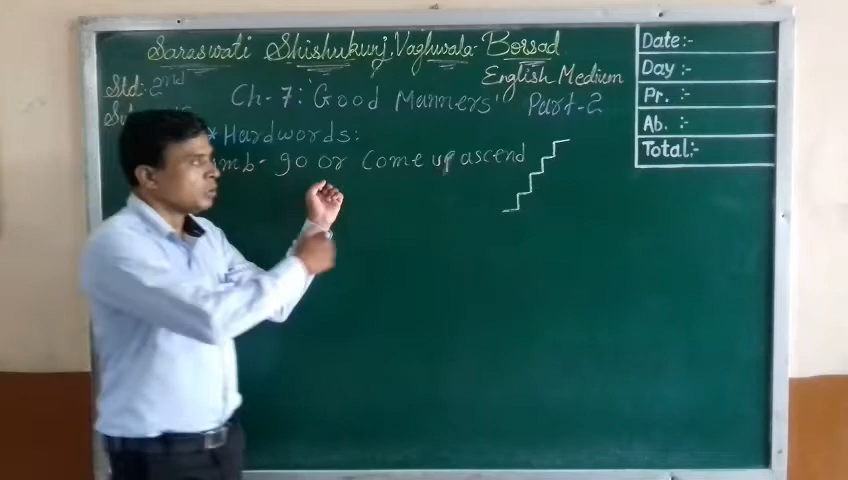 Saraswati Shishukunj, Vaghwala-Borsad
English Medium
Std:- 2nd
Ch-7: Good Manners' Part-2
*Hardwords:
go or come up ascend
Date:-
Day :-
Pr. :-
Ab. :-
Total:-